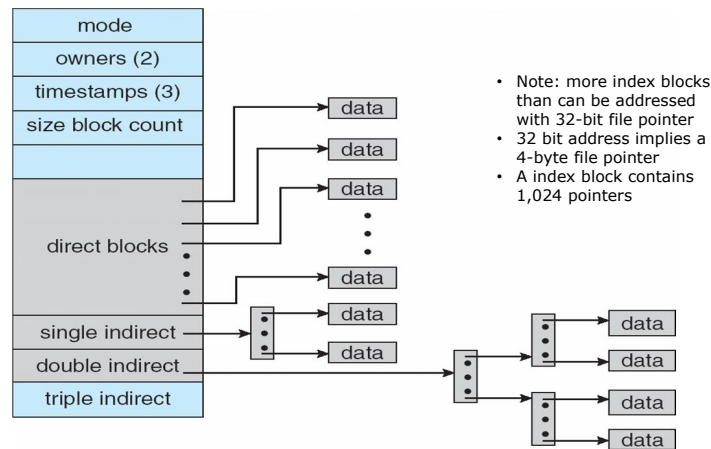 mode
owners (2)
timestamps (3)
size block count
direct blocks
single indirect
double indirect
triple indirect
data
data
data
data
data
data
data
data
data
data
• Note: more index blocks
than can be addressed
with 32-bit file pointer
• 32 bit address implies a
4-byte file pointer
• A index block contains
1,024 pointers